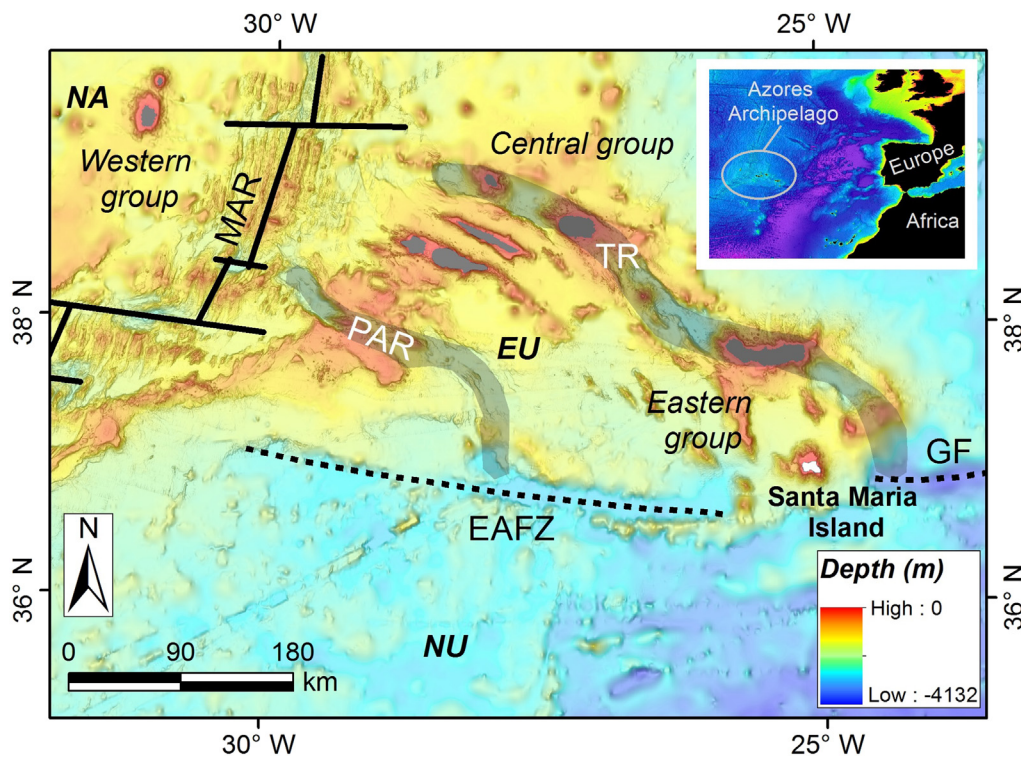 30° W
25° W
NA
Western
group
MAR
Central group
Azores
Archipelago
Europe
Africa
TR
38° N
38° N
PAR
EU
Eastern
group
GF
Santa Maria
Island
EAFZ
N
Depth (m)
High : 0
Low : -4132
36° N
36° N
0 90 180
km
NU
30° W
25° W